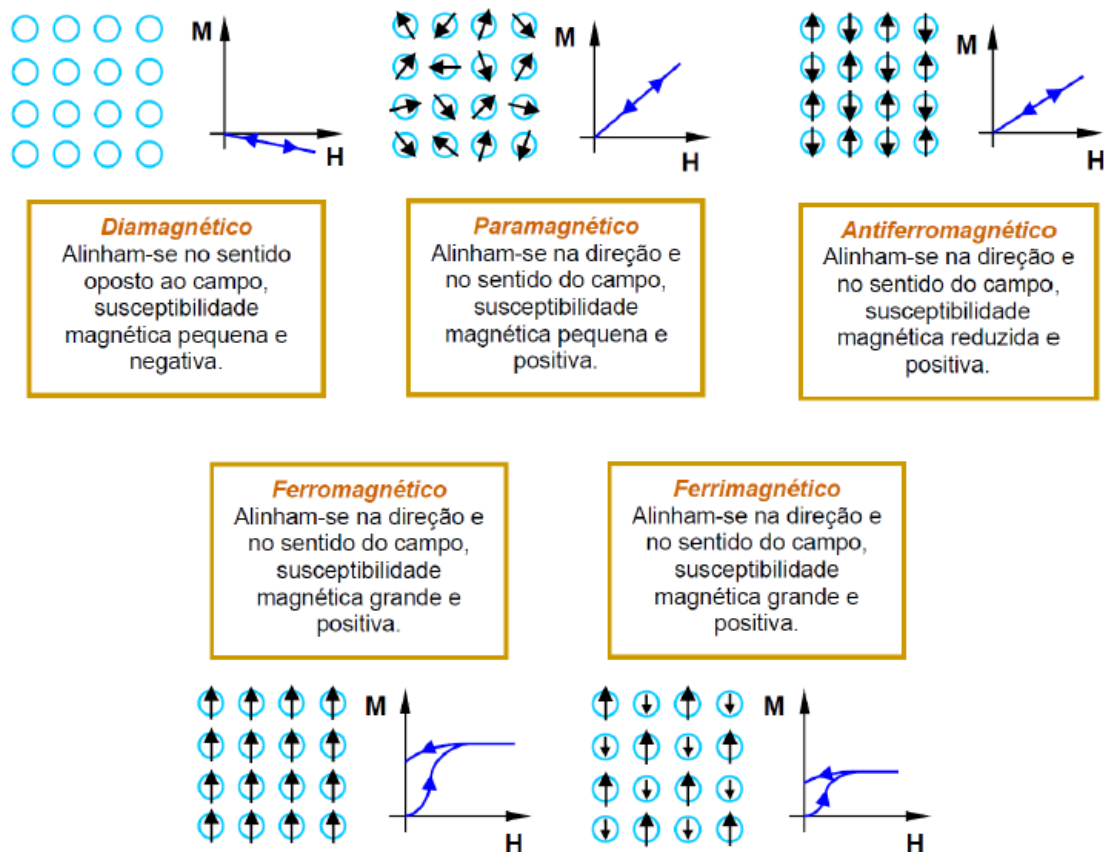 M
H
M
H
M
H
Diamagnético
Alinham-se no sentido
oposto ao campo,
susceptibilidade
magnética pequena e
negativa.
Paramagnético
Alinham-se na direção e
no sentido do campo,
susceptibilidade
magnética pequena e
positiva.
Antiferromagnético
Alinham-se na direção e
no sentido do campo,
susceptibilidade
magnética reduzida e
positiva.
Ferromagnético
Alinham-se na direção e
no sentido do campo,
susceptibilidade
magnética grande e
positiva.
Ferrimagnético
Alinham-se na direção e
no sentido do campo,
susceptibilidade
magnética grande e
positiva.
M
H
M
H